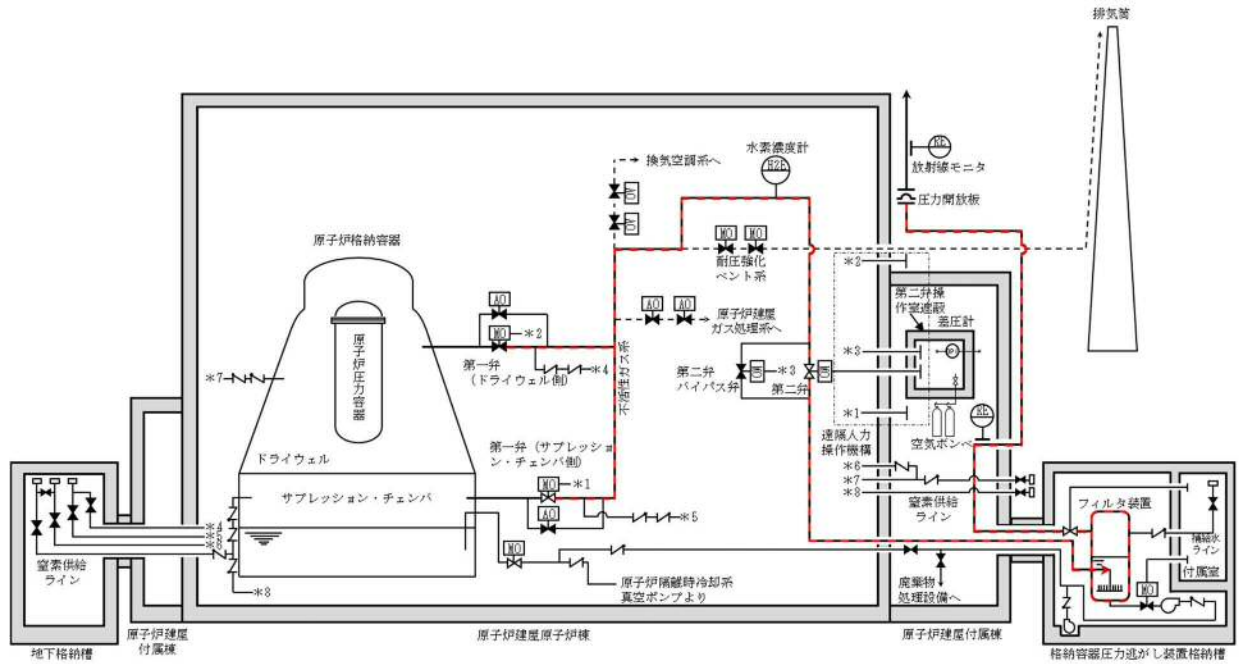 排気筒
水素濃度計
H2E
換気空調系へ
AO
AO
RE
放射線モニタ
圧力開放板
原子炉格納容器
MO
MO
耐圧強化
ベント系
*2
第二弁操
作室遮蔽
差圧計
AO
MO
*2
AO
AO
原子炉建屋
ガス処理系へ
原子炉圧力容器
*4
第一弁
(ドライウェル側)
不活性ガス系
*7
第二弁
バイパス弁
MO
*3
第二弁
MO
*3
*1
RE
遠隔人力
操作機構
空気ボンベ
ドライウェル
第一弁(サプレッショ
ン・チェンバ側)
MO
*1
*6
*7
*8
窒素供給
ライン
サプレッション・チェンバ
AO
*5
フィルタ装置
補給水
ライン
*4
*5
*6
窒素供給
ライン
MO
*8
原子炉隔離時冷却系
真空ポンプより
廃棄物
処理設備へ
付属室
MO
地下格納槽
原子炉建屋
付属棟
原子炉建屋原子炉棟
原子炉建屋付属棟
格納容器圧力逃がし装置格納槽